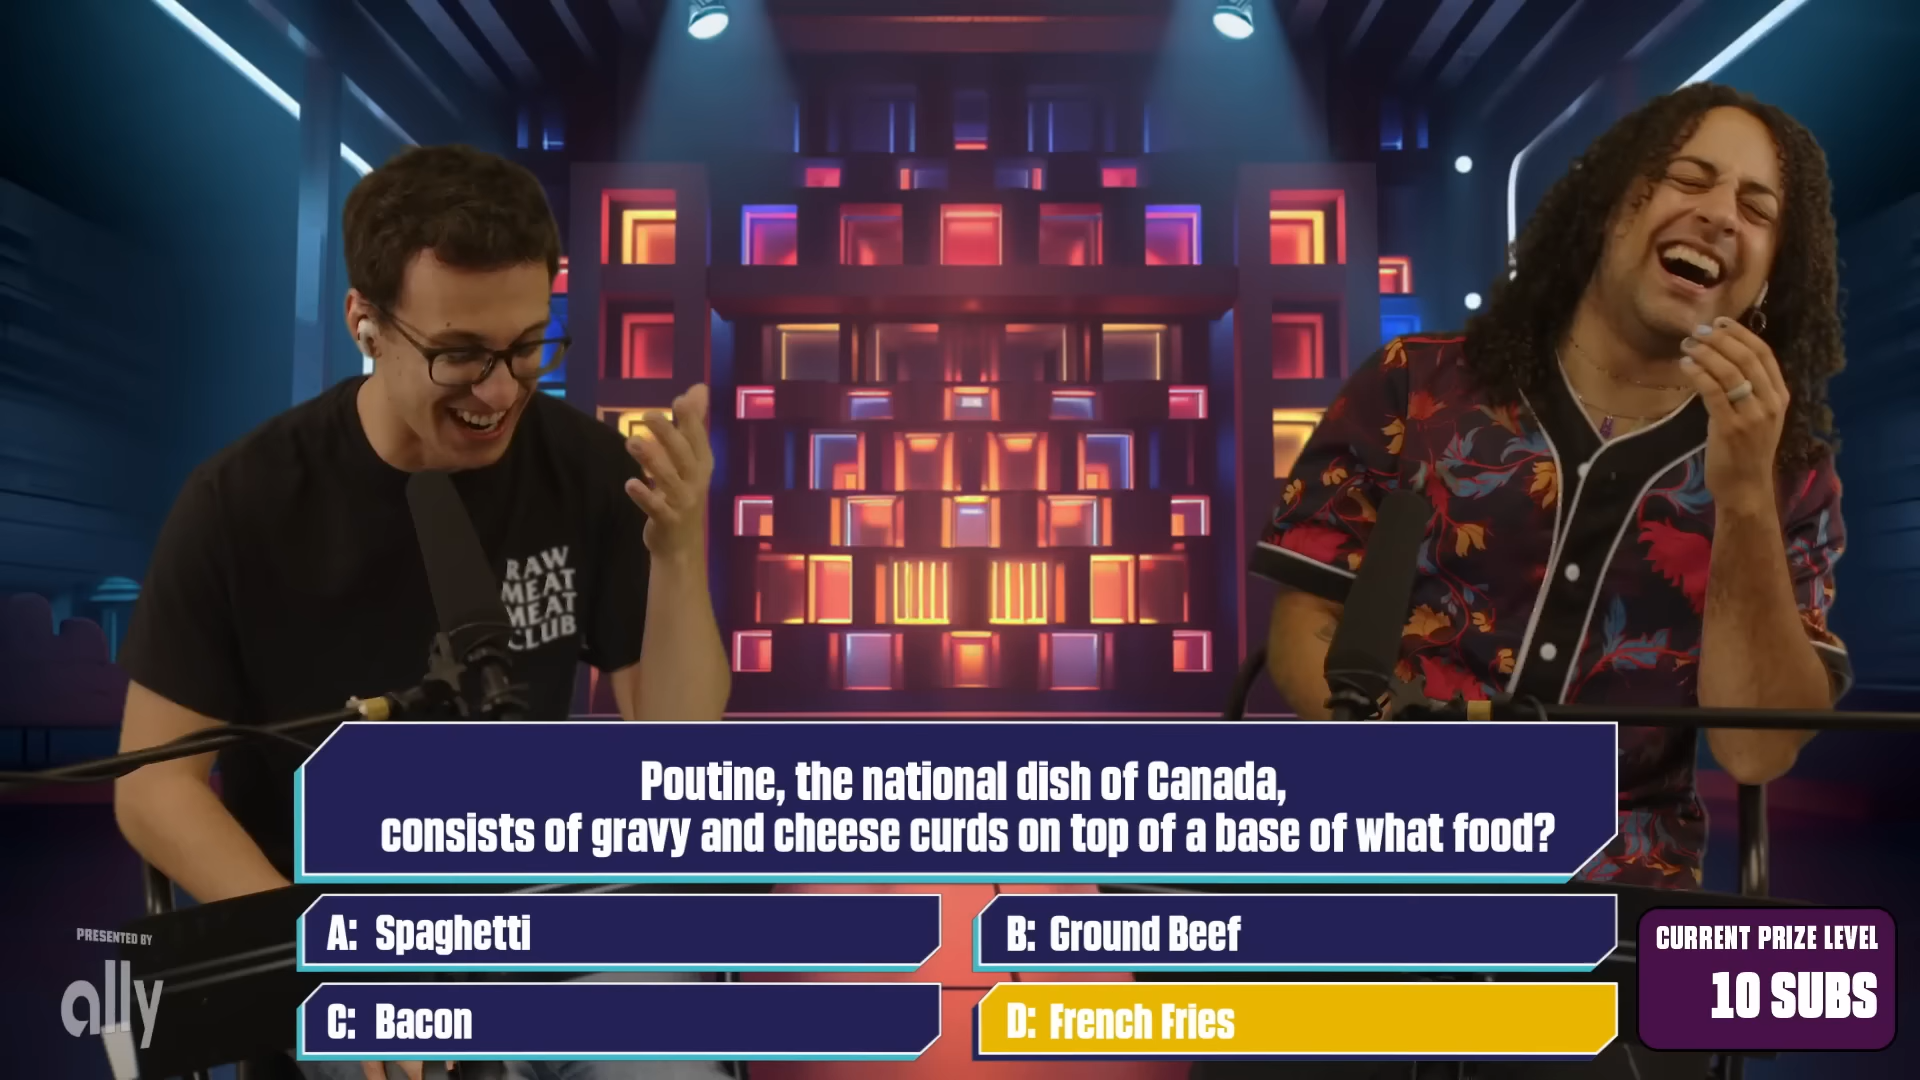 RAW
MEAT
MEAT
CLUB
Poutine, the national dish of Canada,
consists of gravy and cheese curds on top of a base of what food?
A: Spaghetti
B: Ground Beef
C: Bacon
D: French Fries
PRESENTED BY
ally
CURRENT PRIZE LEVEL
10 SUBS